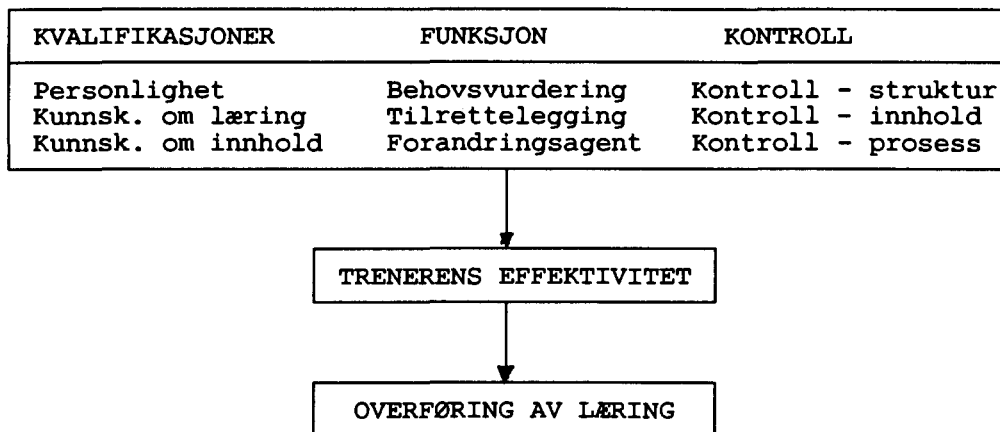 KVALIFIKASJONER FUNKSJON KONTROLL
Personlighet Behovsvurdering Kontroll - struktur
Kunnsk. om læring Tilrettelegging Kontroll - innhold
Kunnsk. om innhold Forandringsagent Kontroll - prosess
TRENERENS EFFEKTIVITET
OVERFØRING AV LÆRING